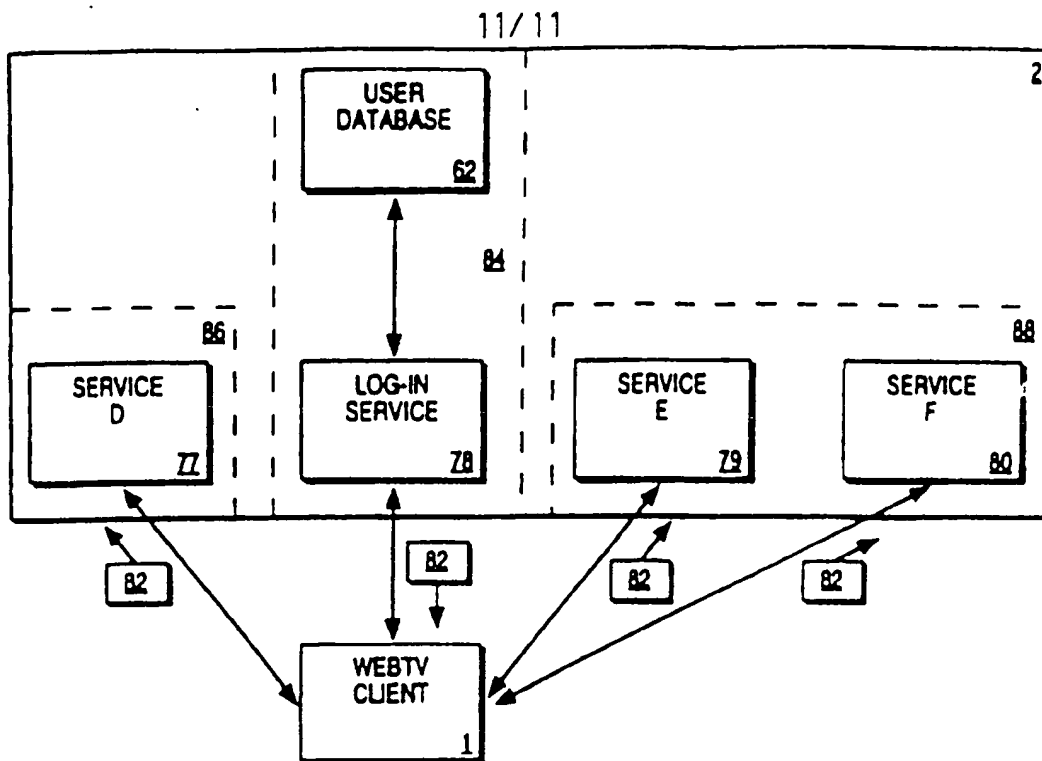 11/11
2
USER
DATABASE
62
84
86
88
SERVICE
D
77
LOG-IN
SERVICE
78
SERVICE
E
79
SERVICE
F
80
82
82
82
82
WEBTV
CLIENT
1